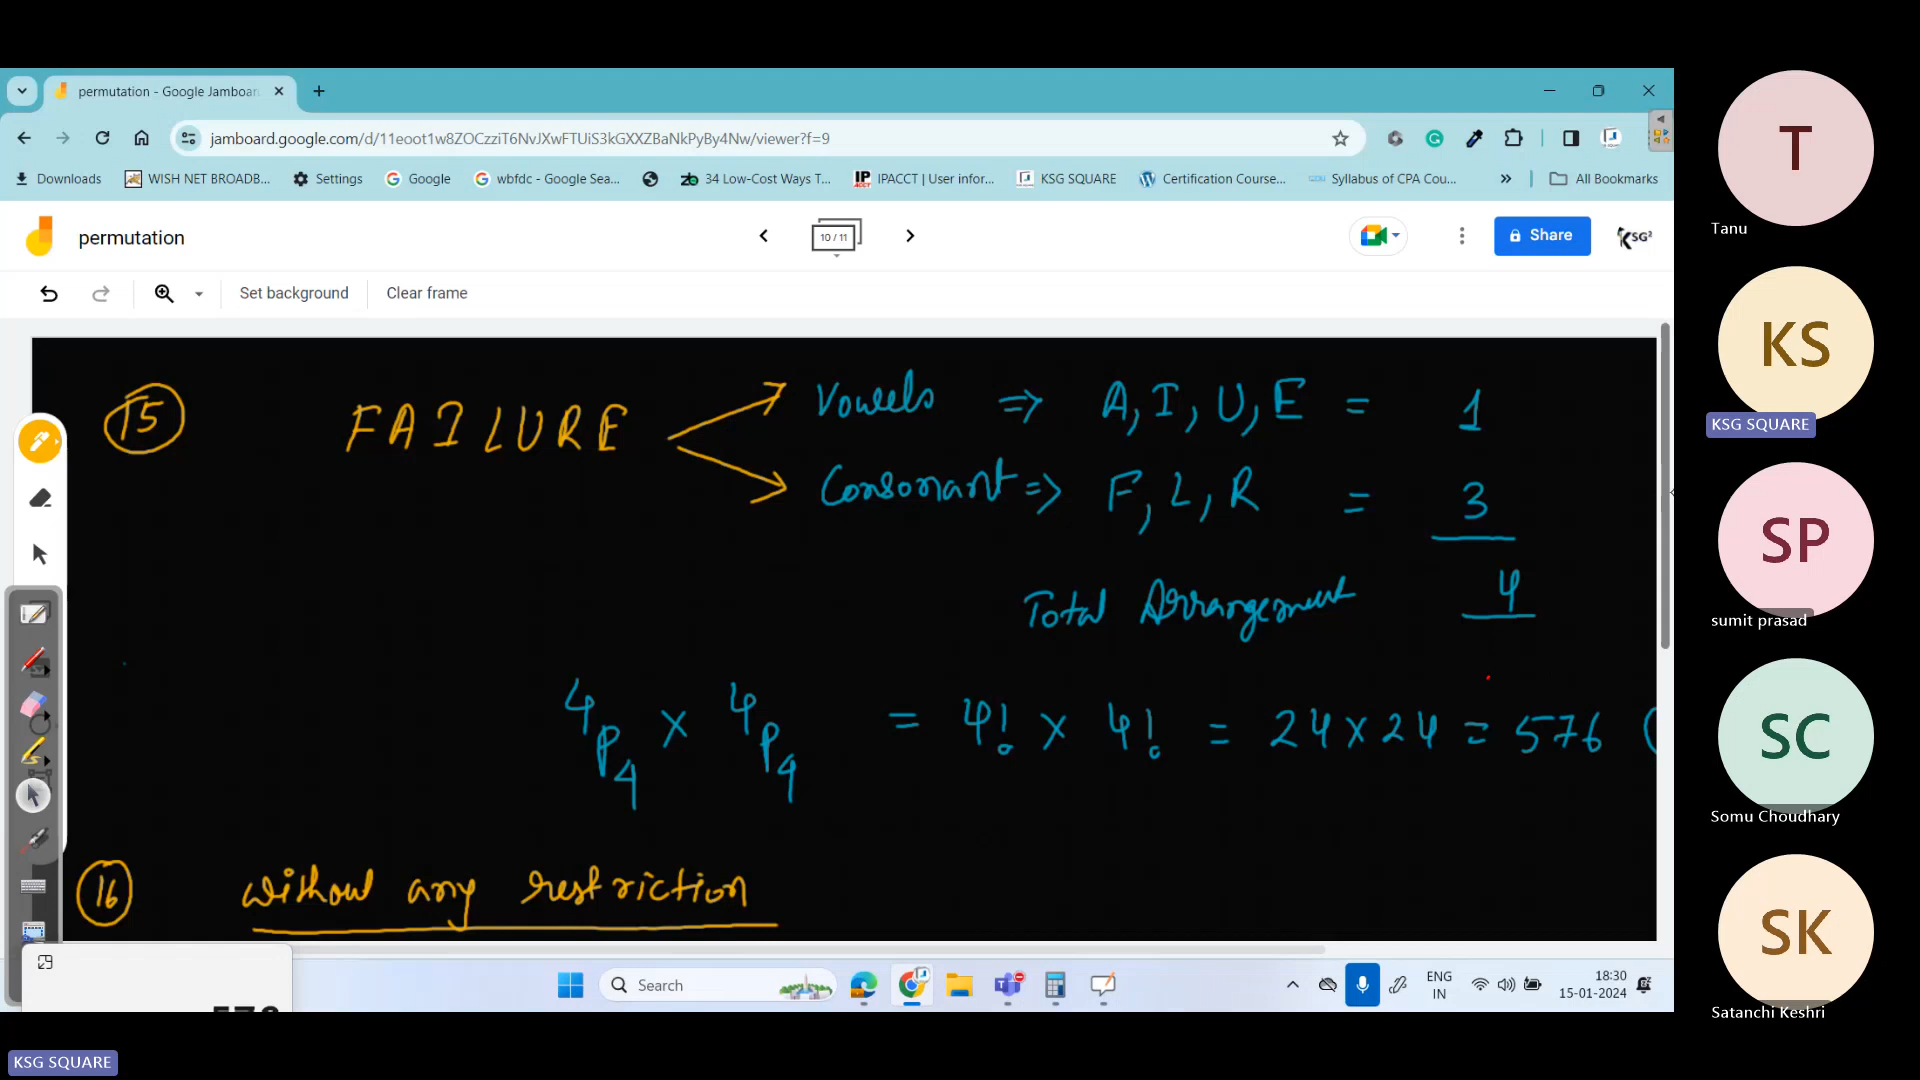 permutation - Google Jamboar
jamboard.google.com/d/11eoot1w8ZOCzziT6NvJXwFTUiS3kGXXZBaNkPyBy4Nw/viewer?f=9
Downloads WISH NET BROADB... Settings Google wbfdc - Google Sea... 34 Low-Cost Ways T... IPACCT | User infor... KSG SQUARE Certification Course... Syllabus of CPA Cou... » All Bookmarks
permutation 10 / 11 Share KSG²
Set background Clear frame
15 FAILURE Vowels => A, I, U, E = 1
Consonant => F, L, R = 3
Total Arrangement 4
4P4 x 4P4 = 4! x 4! = 24 x 24 = 576 (
16 without any restriction
Search
ENG
IN
18:30
15-01-2024
T
Tanu
KS
KSG SQUARE
SP
sumit prasad
SC
Somu Choudhary
SK
Satanchi Keshri
KSG SQUARE